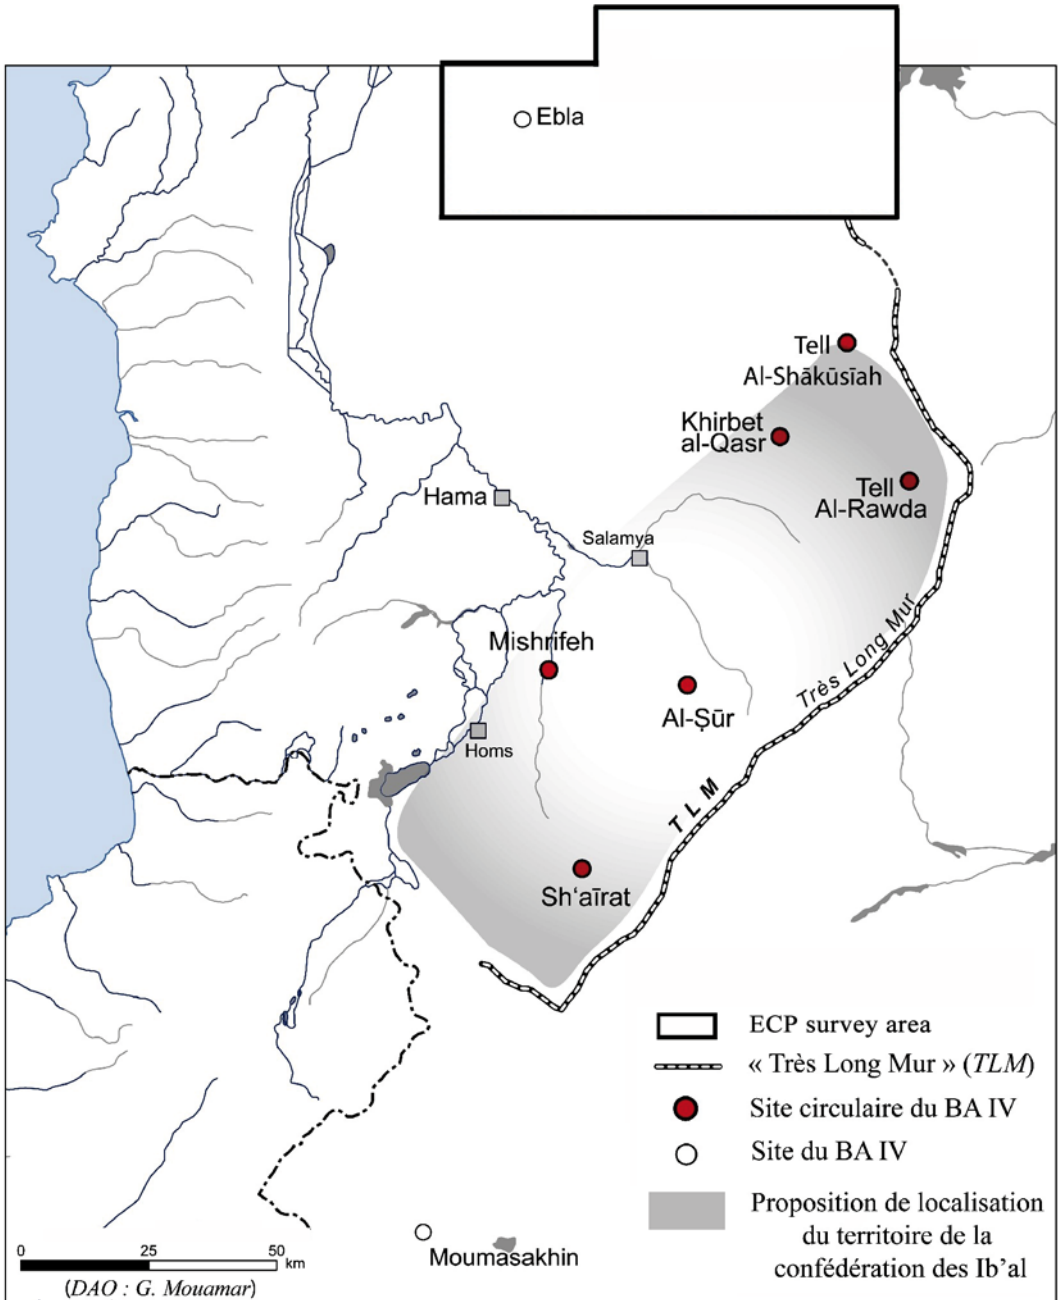 Ebla
Tell
Al-Shākūsīah
Khirbet
al-Qasr
Tell
Al-Rawda
Hama
Salamya
Mishrifeh
Très Long Mur
Al-Ṣūr
Homs
TLM
Sh‘aīrat
ECP survey area
« Très Long Mur » (TLM)
Site circulaire du BA IV
Site du BA IV
Proposition de localisation
du territoire de la
confédération des Ib’al
Moumasakhin
0 25 50
km
(DAO : G. Mouamar)